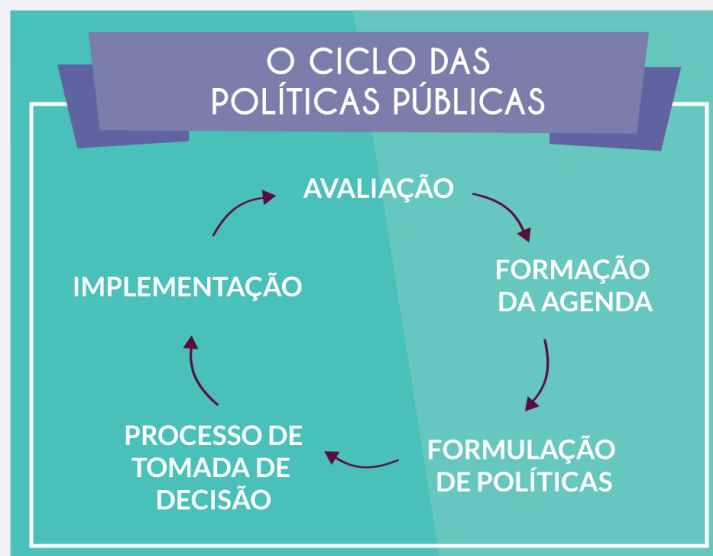 O CICLO DAS
POLÍTICAS PÚBLICAS
AVALIAÇÃO
FORMAÇÃO
DA AGENDA
FORMULAÇÃO
DE POLÍTICAS
PROCESSO DE
TOMADA DE
DECISÃO
IMPLEMENTAÇÃO